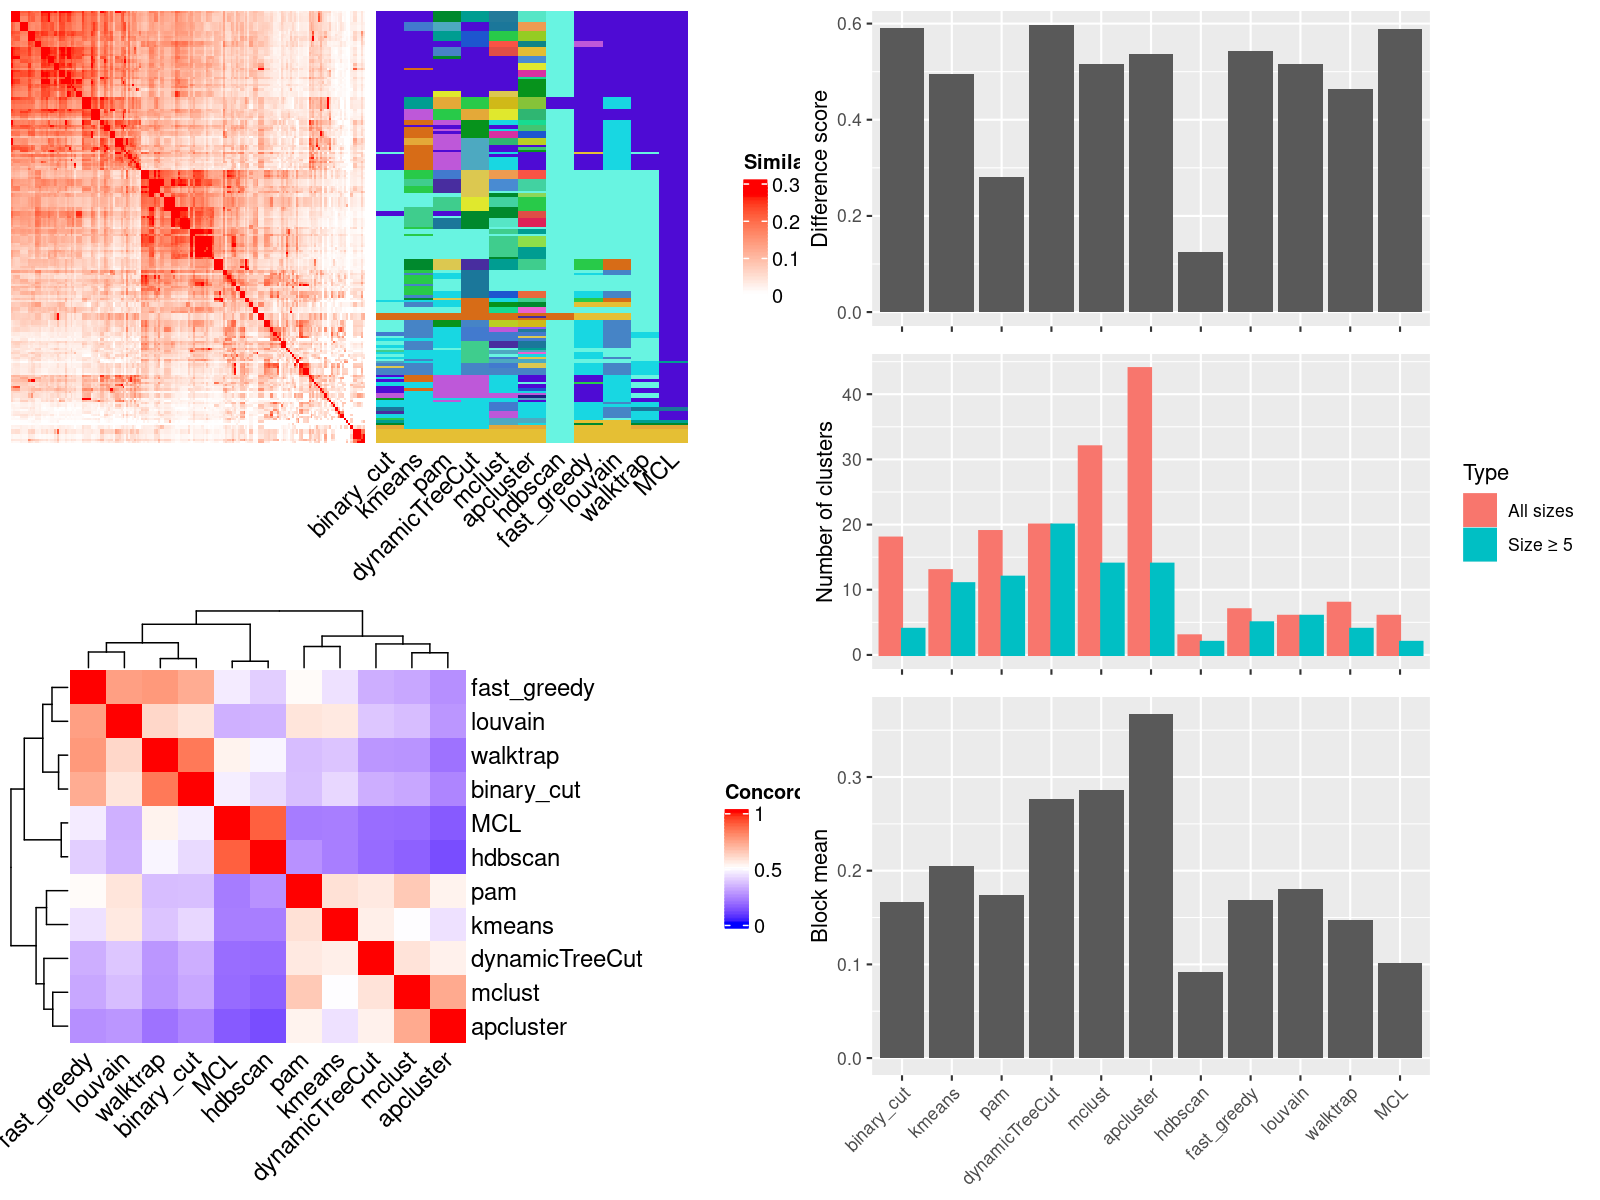 Simila
0.3
0.2
0.1
0
binary_cut
kmeans
pam
dynamicTreeCut
mclust
apcluster
hdbscan
fast_greedy
louvain
walktrap
MCL
fast_greedy
louvain
walktrap
binary_cut
MCL
hdbscan
pam
kmeans
dynamicTreeCut
mclust
apcluster
Concord
1
0.5
0
fast_greedy
louvain
walktrap
binary_cut
MCL
hdbscan
pam
kmeans
dynamicTreeCut
mclust
apcluster
Difference score
0.6
0.4
0.2
0.0
Number of clusters
40
30
20
10
0
Type
All sizes
Size ≥ 5
Block mean
0.3
0.2
0.1
0.0
binary_cut
kmeans
pam
dynamicTreeCut
mclust
apcluster
hdbscan
fast_greedy
louvain
walktrap
MCL